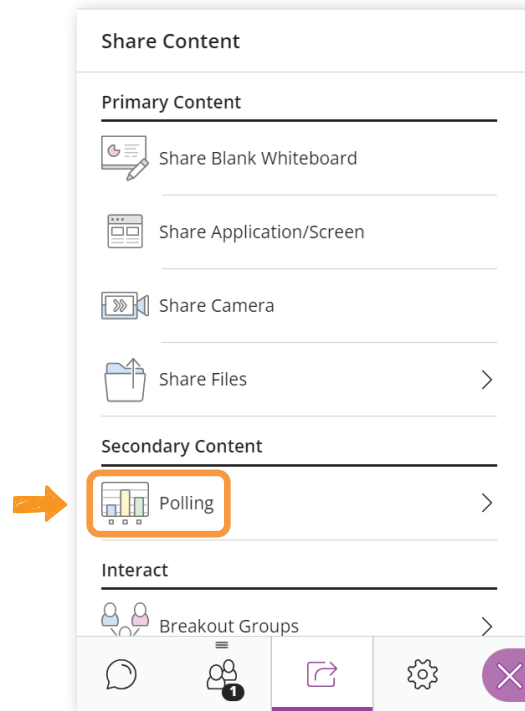 Share Content
Primary Content
Share Blank Whiteboard
Share Application/Screen
Share Camera
Share Files
Secondary Content
Polling
Interact
Breakout Groups
1